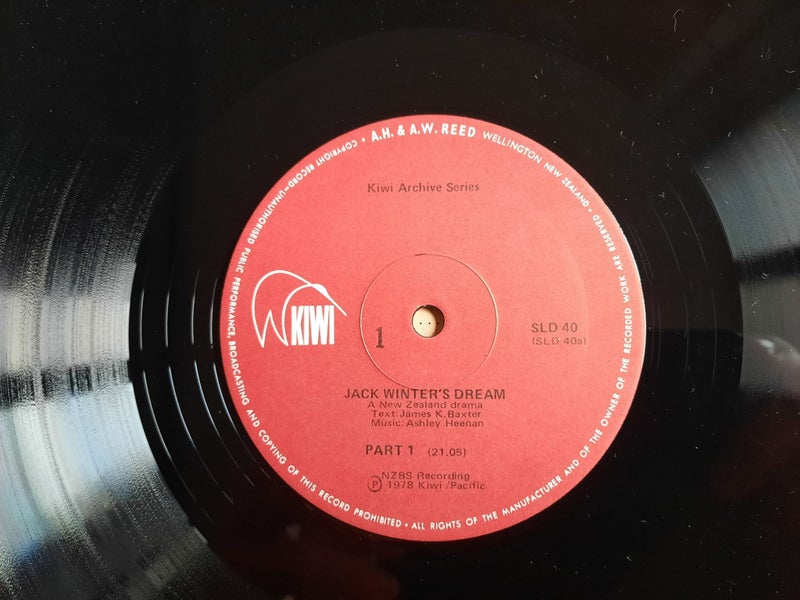 A.H. & A.W. REED WELLINGTON NEW ZEALAND • ALL RIGHTS OF THE MANUFACTURER AND OF THE OWNER OF THE RECORDED WORK ARE RESERVED • COPYRIGHT RECORD—UNAUTHORISED PUBLIC PERFORMANCE, BROADCASTING AND COPYING OF THIS RECORD PROHIBITED •
Kiwi Archive Series
KIWI
1
SLD 40
(SLD 40a)
JACK WINTER'S DREAM
A New Zealand drama
Text: James K. Baxter
Music: Ashley Heenan
PART 1 (21.05)
NZBS Recording
Ⓟ 1978 Kiwi/Pacific